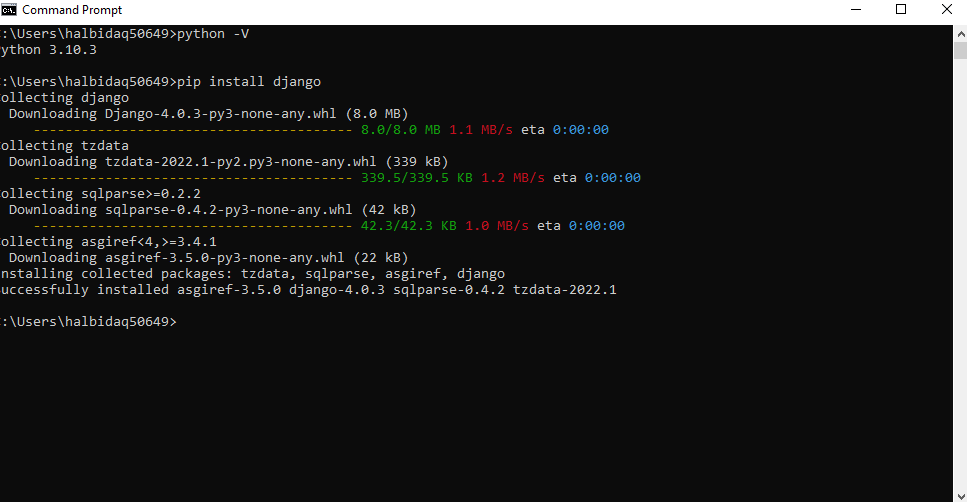 Command Prompt
:\Users\halbidaq50649>python -V
ython 3.10.3
:\Users\halbidaq50649>pip install django
ollecting django
Downloading Django-4.0.3-py3-none-any.whl (8.0 MB)
---------------------------------------- 8.0/8.0 MB 1.1 MB/s eta 0:00:00
ollecting tzdata
Downloading tzdata-2022.1-py2.py3-none-any.whl (339 kB)
---------------------------------------- 339.5/339.5 KB 1.2 MB/s eta 0:00:00
ollecting sqlparse>=0.2.2
Downloading sqlparse-0.4.2-py3-none-any.whl (42 kB)
---------------------------------------- 42.3/42.3 KB 1.0 MB/s eta 0:00:00
ollecting asgiref<4,>=3.4.1
Downloading asgiref-3.5.0-py3-none-any.whl (22 kB)
nstalling collected packages: tzdata, sqlparse, asgiref, django
uccessfully installed asgiref-3.5.0 django-4.0.3 sqlparse-0.4.2 tzdata-2022.1
:\Users\halbidaq50649>